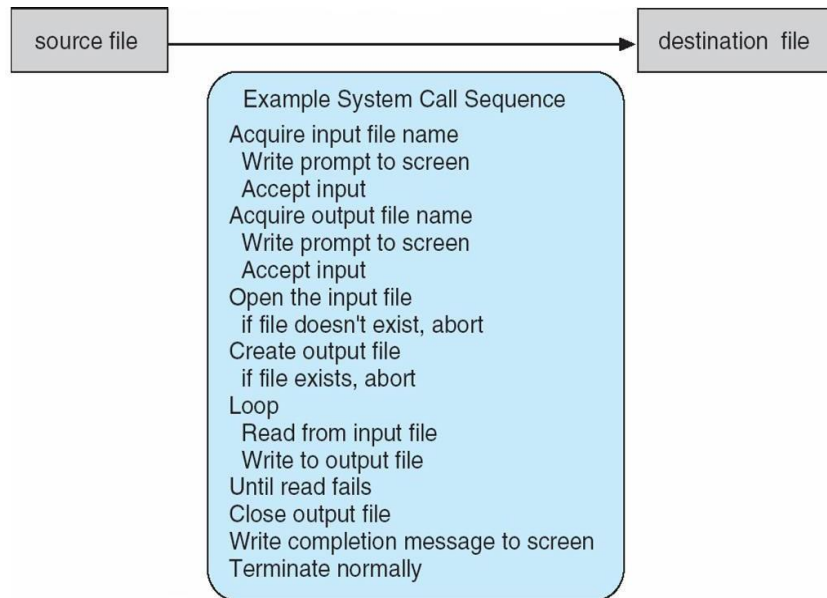 source file
destination file
Example System Call Sequence
Acquire input file name
Write prompt to screen
Accept input
Acquire output file name
Write prompt to screen
Accept input
Open the input file
if file doesn't exist, abort
Create output file
if file exists, abort
Loop
Read from input file
Write to output file
Until read fails
Close output file
Write completion message to screen
Terminate normally